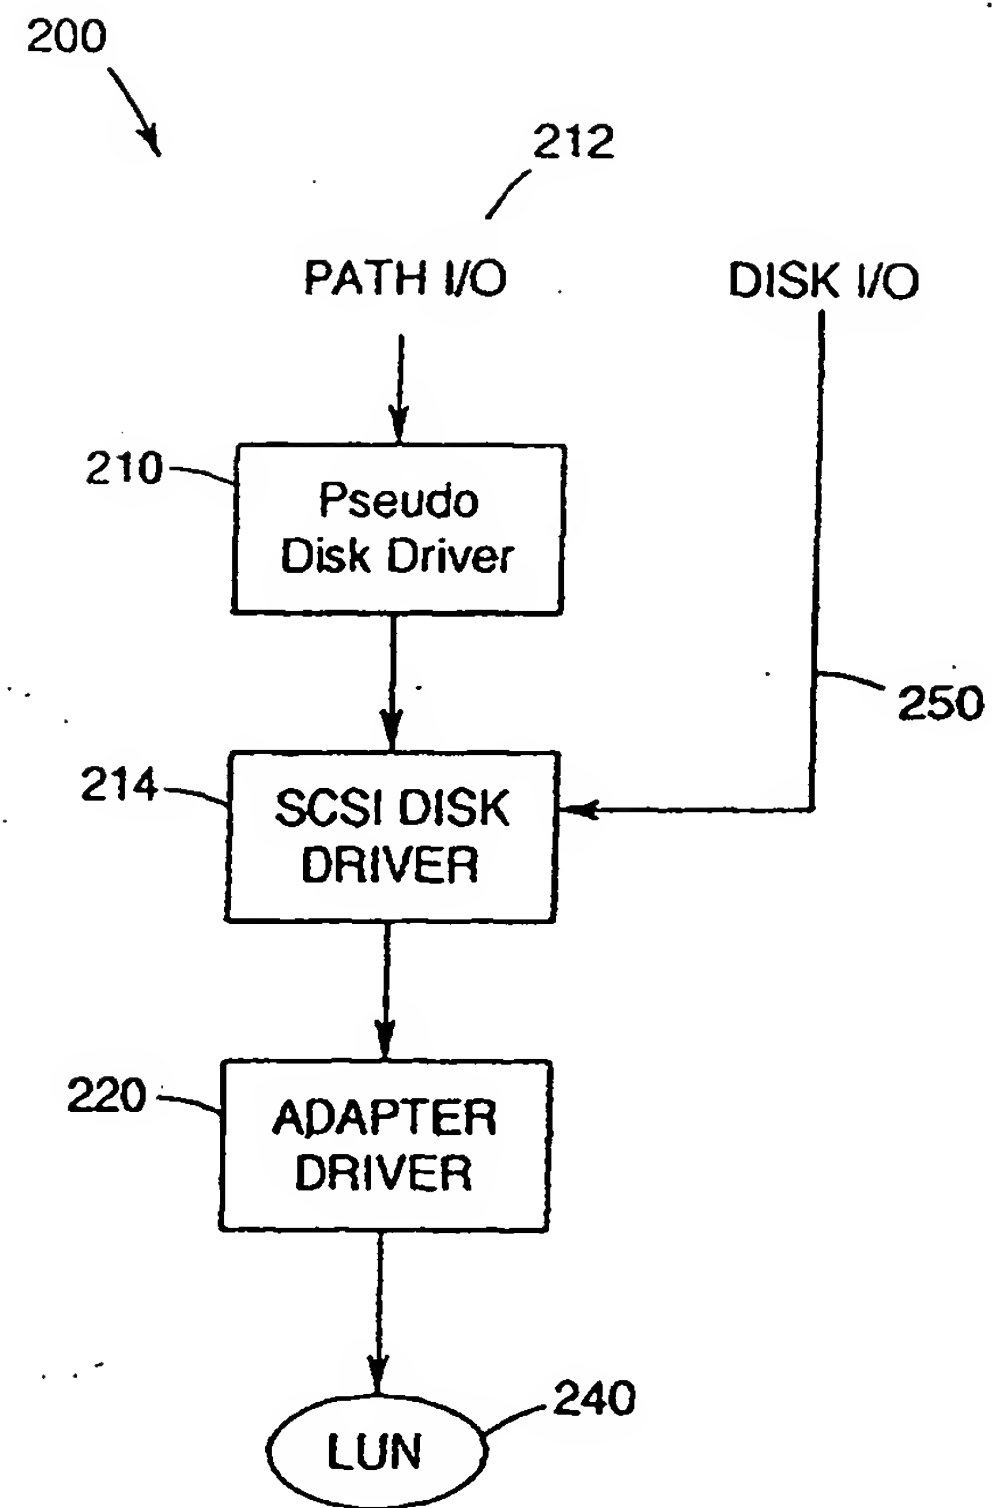 200
212
PATH I/O
DISK I/O
210
Pseudo
Disk Driver
250
214
SCSI DISK
DRIVER
220
ADAPTER
DRIVER
240
LUN